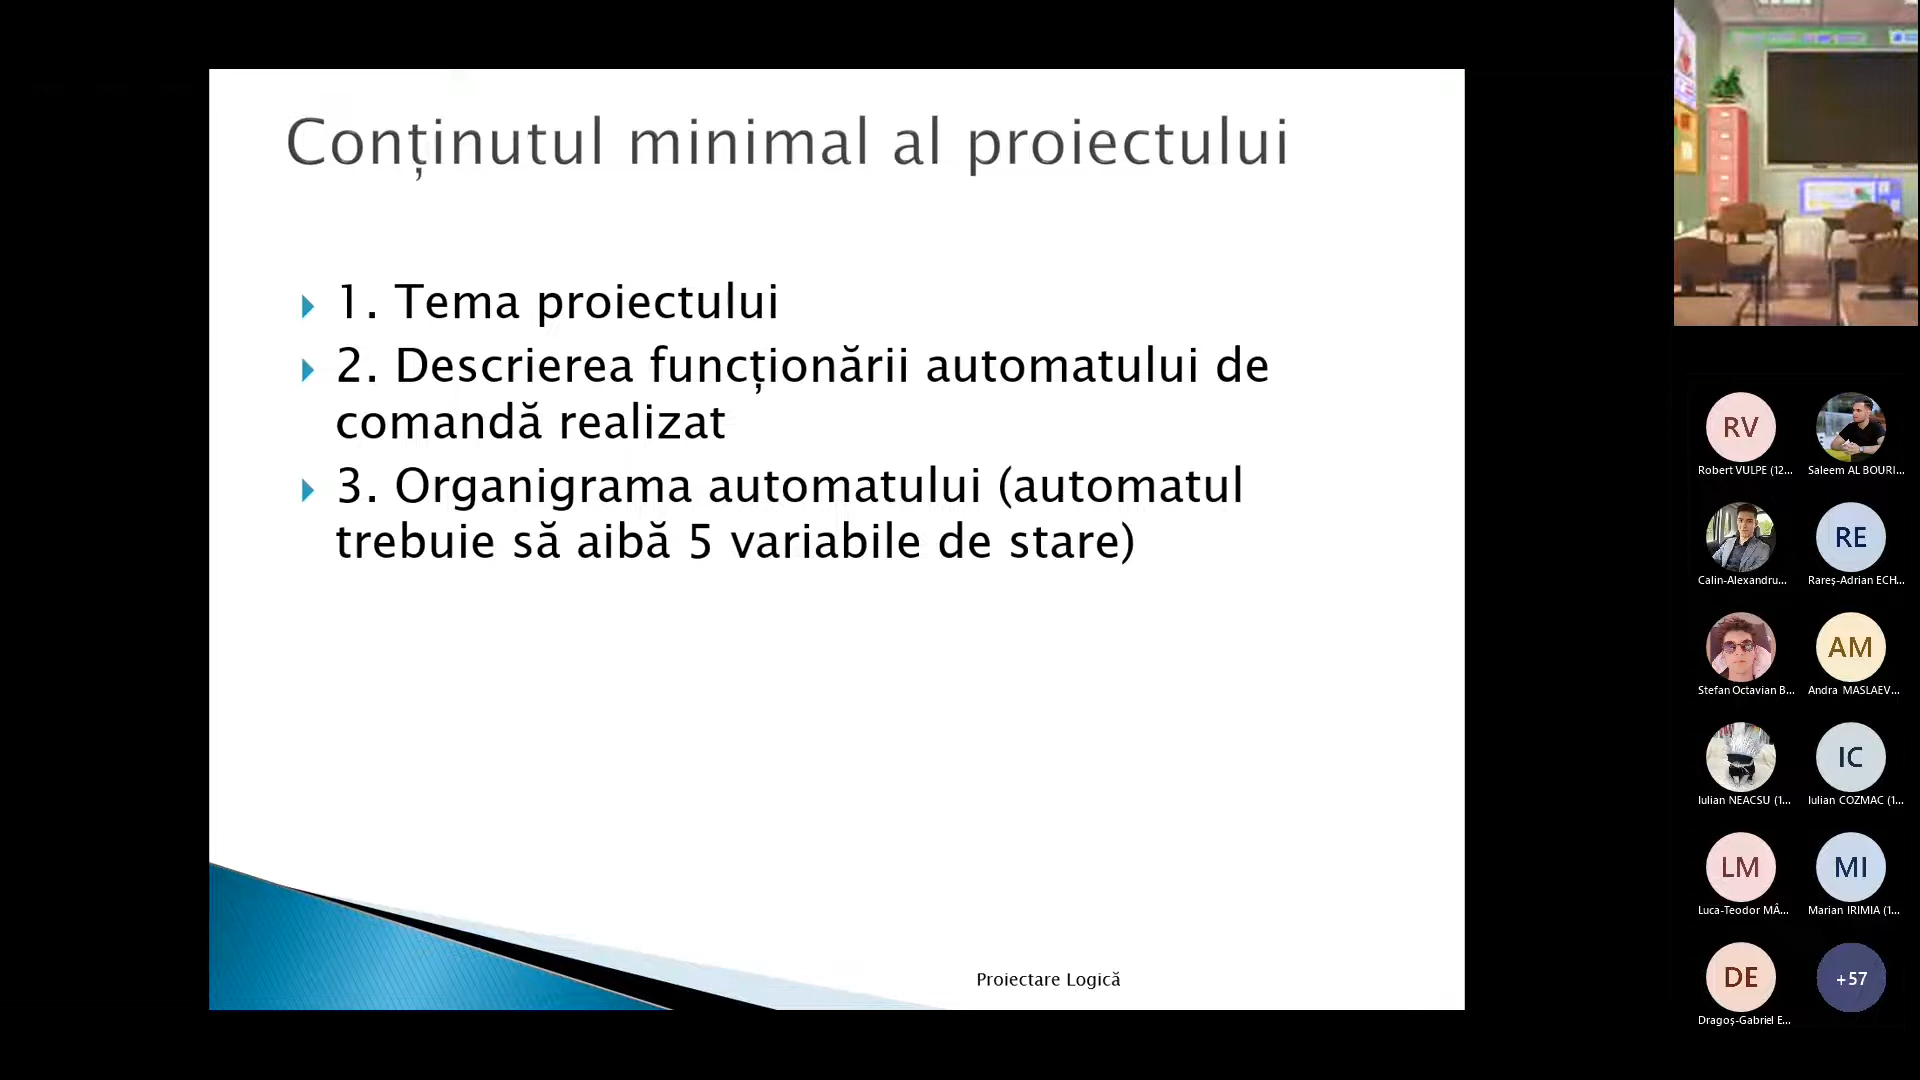 Conținutul minimal al proiectului
1. Tema proiectului
2. Descrierea funcționării automatului de
comandă realizat
3. Organigrama automatului (automatul
trebuie să aibă 5 variabile de stare)
Proiectare Logică
RV
Robert VULPE (12...
Saleem AL BOURI...
Calin-Alexandru...
RE
Rareș-Adrian ECH...
Stefan Octavian B...
AM
Andra MASLAEV...
Iulian NEACSU (1...
IC
Iulian COZMAC (1...
LM
Luca-Teodor MÂ...
MI
Marian IRIMIA (1...
DE
Dragoș-Gabriel E...
+57